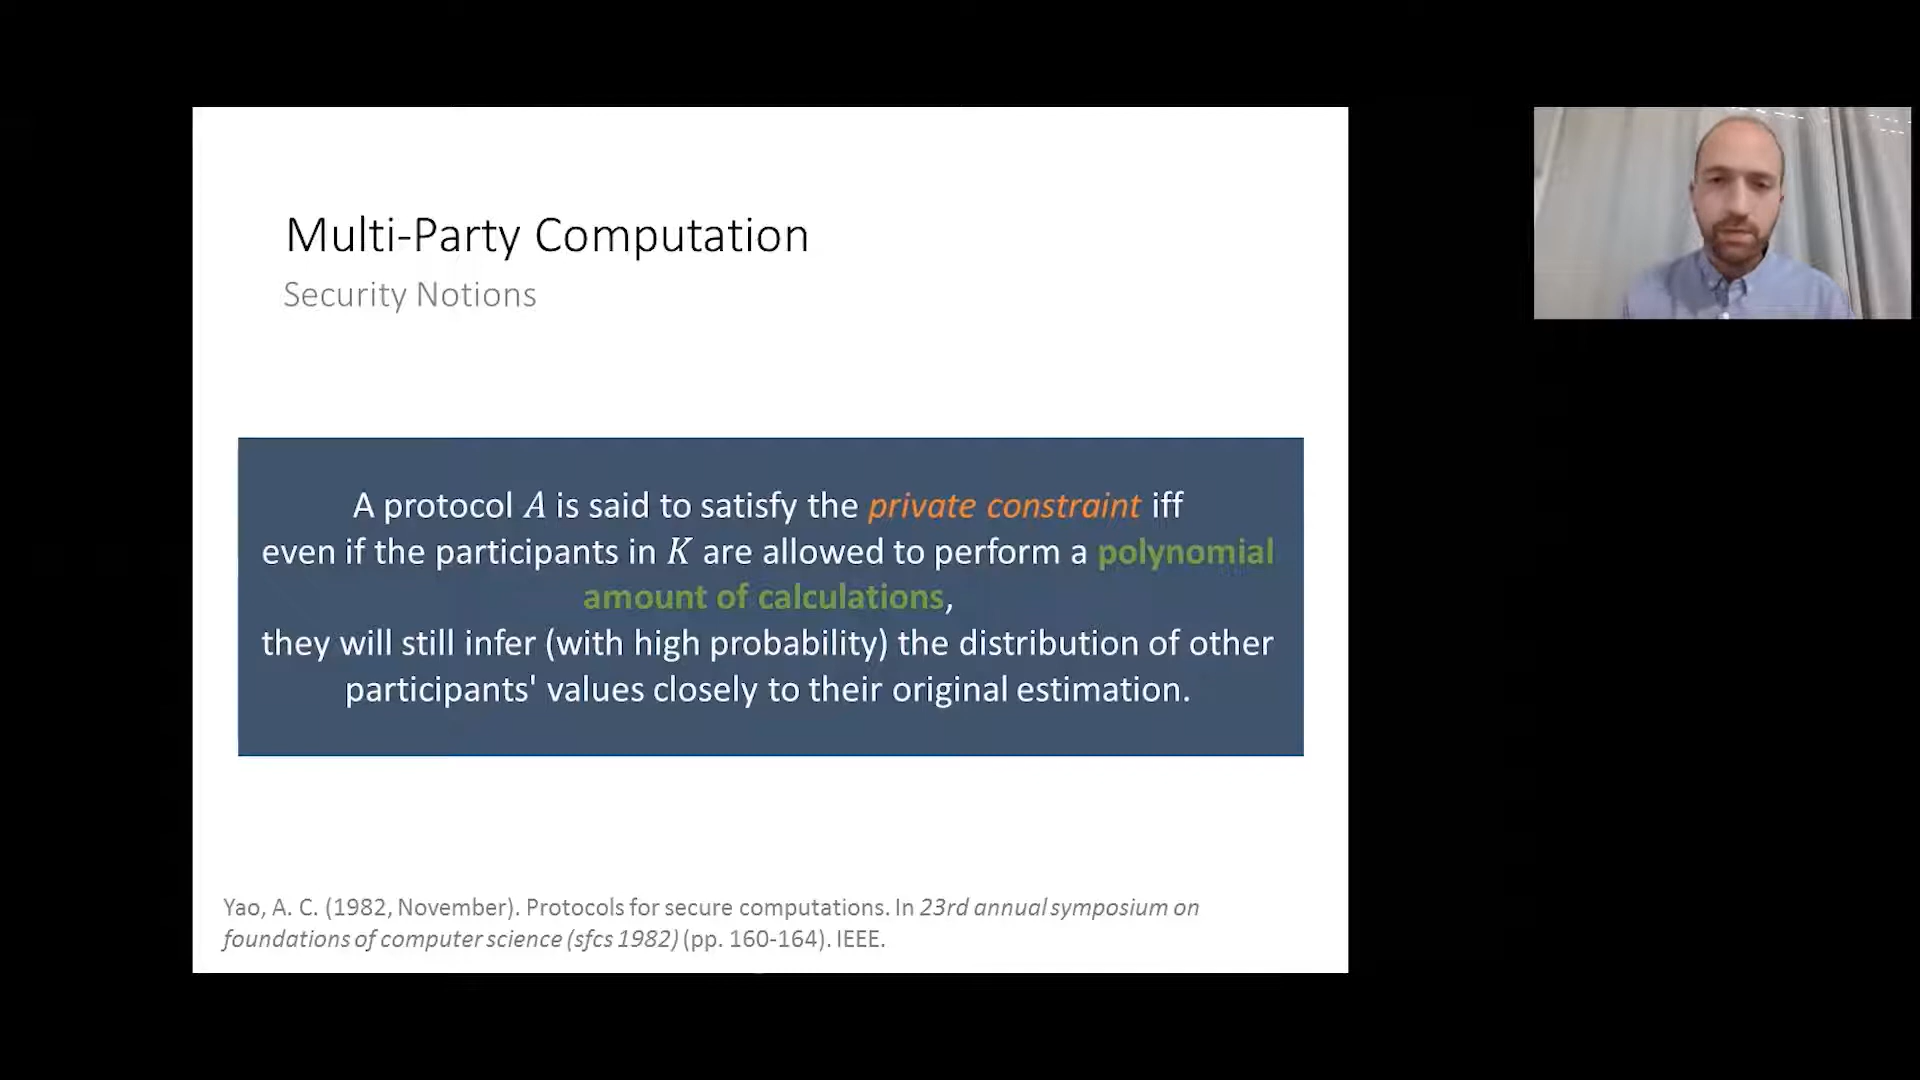 Multi-Party Computation
Security Notions
A protocol A is said to satisfy the private constraint iff
even if the participants in K are allowed to perform a polynomial
amount of calculations,
they will still infer (with high probability) the distribution of other
participants' values closely to their original estimation.
Yao, A. C. (1982, November). Protocols for secure computations. In 23rd annual symposium on
foundations of computer science (sfcs 1982) (pp. 160-164). IEEE.